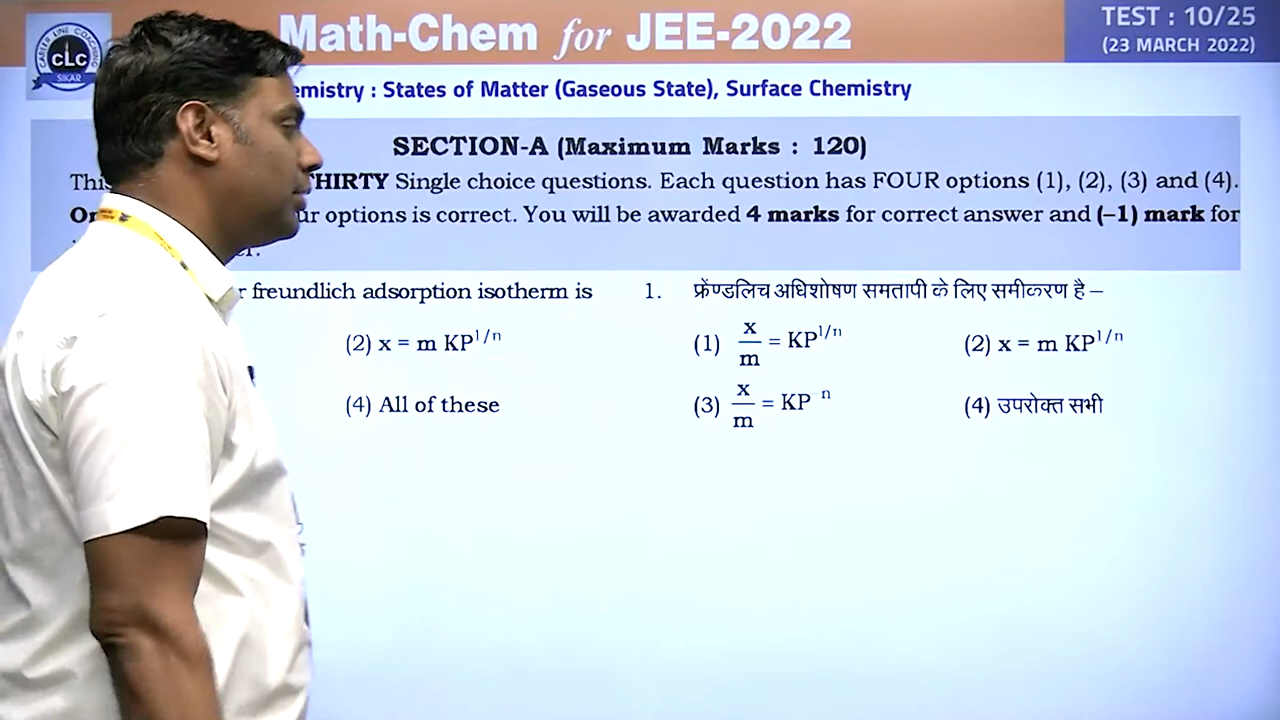 CAREER LINE COACHING
CLC
SIKAR
Math-Chem for JEE-2022
TEST : 10/25
(23 MARCH 2022)
emistry : States of Matter (Gaseous State), Surface Chemistry
SECTION-A (Maximum Marks : 120)
THIRTY Single choice questions. Each question has FOUR options (1), (2), (3) and (4).
options is correct. You will be awarded 4 marks for correct answer and (–1) mark for
freundlich adsorption isotherm is
(2) x = m KP^1/n
(4) All of these
1. फ्रेंण्डलिच अधिशोषण समतापी के लिए समीकरण है –
(1) x/m = KP^1/n (2) x = m KP^1/n
(3) x/m = KP^n (4) उपरोक्त सभी